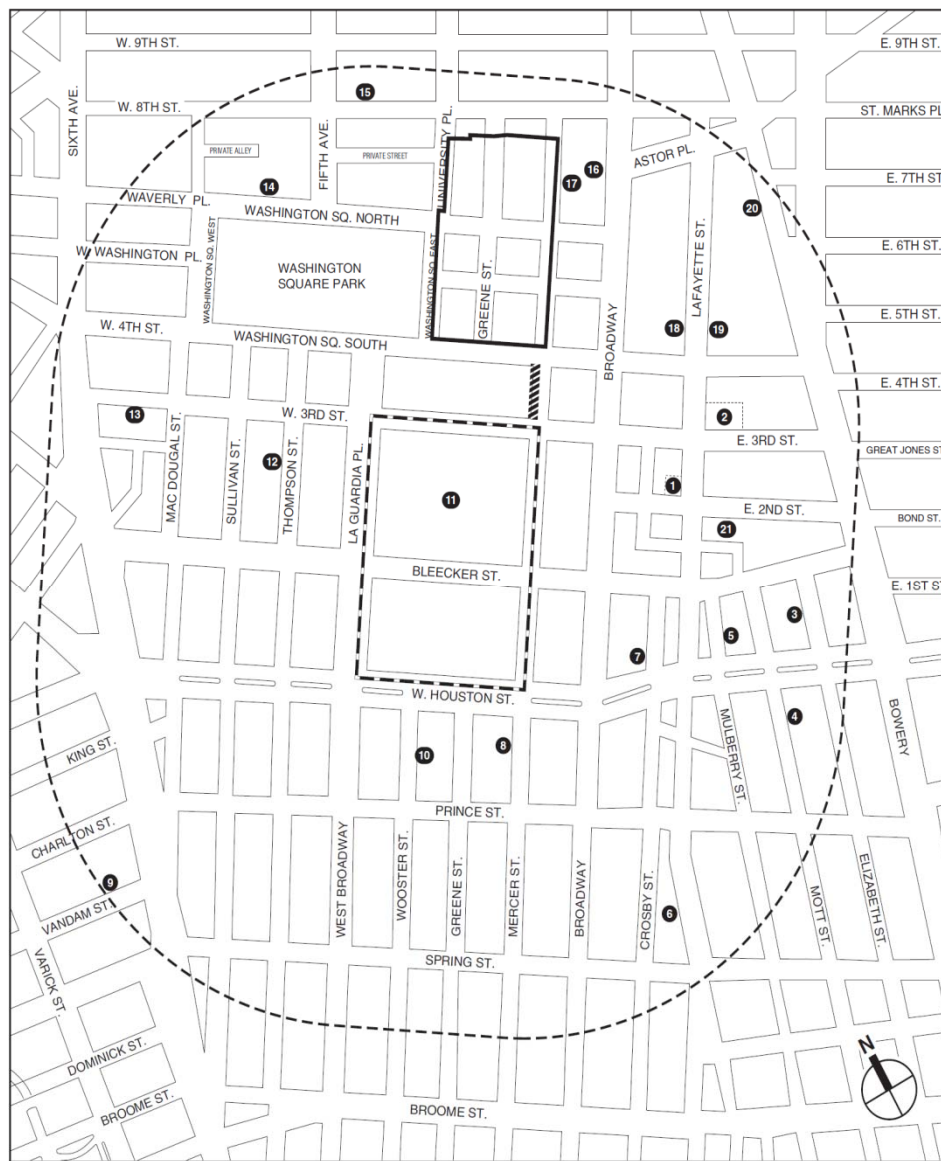 W. 9TH ST.
E. 9TH ST.
SIXTH AVE.
15
W. 8TH ST.
FIFTH AVE.
UNIVERSITY PL.
ST. MARKS PL
PRIVATE ALLEY
PRIVATE STREET
ASTOR PL.
16
17
E. 7TH ST
14
WAVERLY PL.
WASHINGTON SQ. NORTH
20
W. WASHINGTON PL.
WASHINGTON SQ. WEST
WASHINGTON
SQUARE PARK
WASHINGTON SQ. EAST
GREENE ST.
LAFAYETTE ST.
E. 6TH ST.
E. 5TH ST.
W. 4TH ST.
WASHINGTON SQ. SOUTH
BROADWAY
18
19
E. 4TH ST.
13
W. 3RD ST.
2
E. 3RD ST.
GREAT JONES ST
MAC DOUGAL ST.
SULLIVAN ST.
12
THOMPSON ST.
LA GUARDIA PL.
11
1
E. 2ND ST.
BOND ST.
21
BLEECKER ST.
E. 1ST ST
3
5
7
W. HOUSTON ST.
4
MULBERRY ST.
BOWERY
KING ST.
10
8
PRINCE ST.
CHARLTON ST.
9
VANDAM ST.
WEST BROADWAY
WOOSTER ST.
GREENE ST.
MERCER ST.
BROADWAY
CROSBY ST.
6
MOTT ST.
ELIZABETH ST.
VARICK ST.
SPRING ST.
DOMINICK ST.
N
BROOME ST.
BROOME ST.